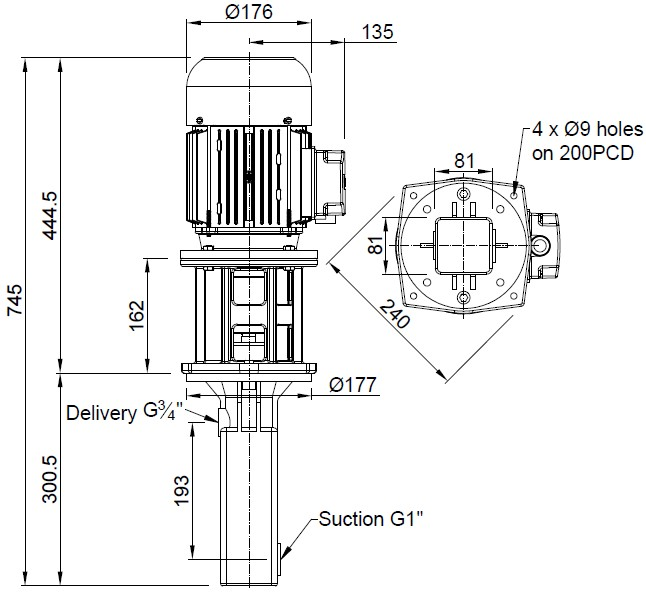 Ø176
135
4 x Ø9 holes
on 200PCD
81
81
240
444.5
745
162
Ø177
Delivery G¾"
300.5
193
Suction G1"